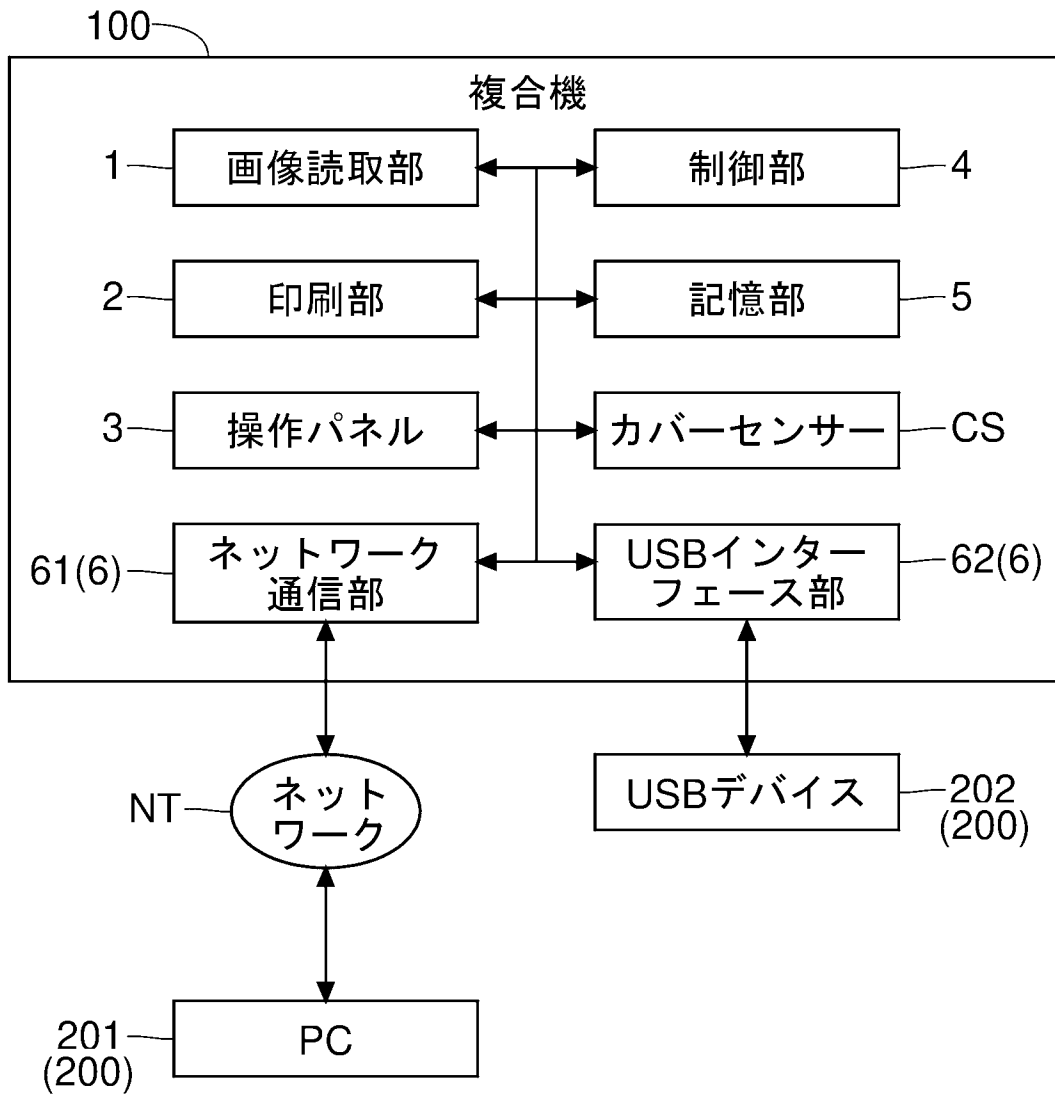 100
複合機
1
画像読取部
制御部
4
2
印刷部
記憶部
5
3
操作パネル
カバーセンサー
CS
61(6)
ネットワーク
通信部
USBインター
フェース部
62(6)
NT
ネット
ワーク
USBデバイス
202
(200)
201
(200)
PC